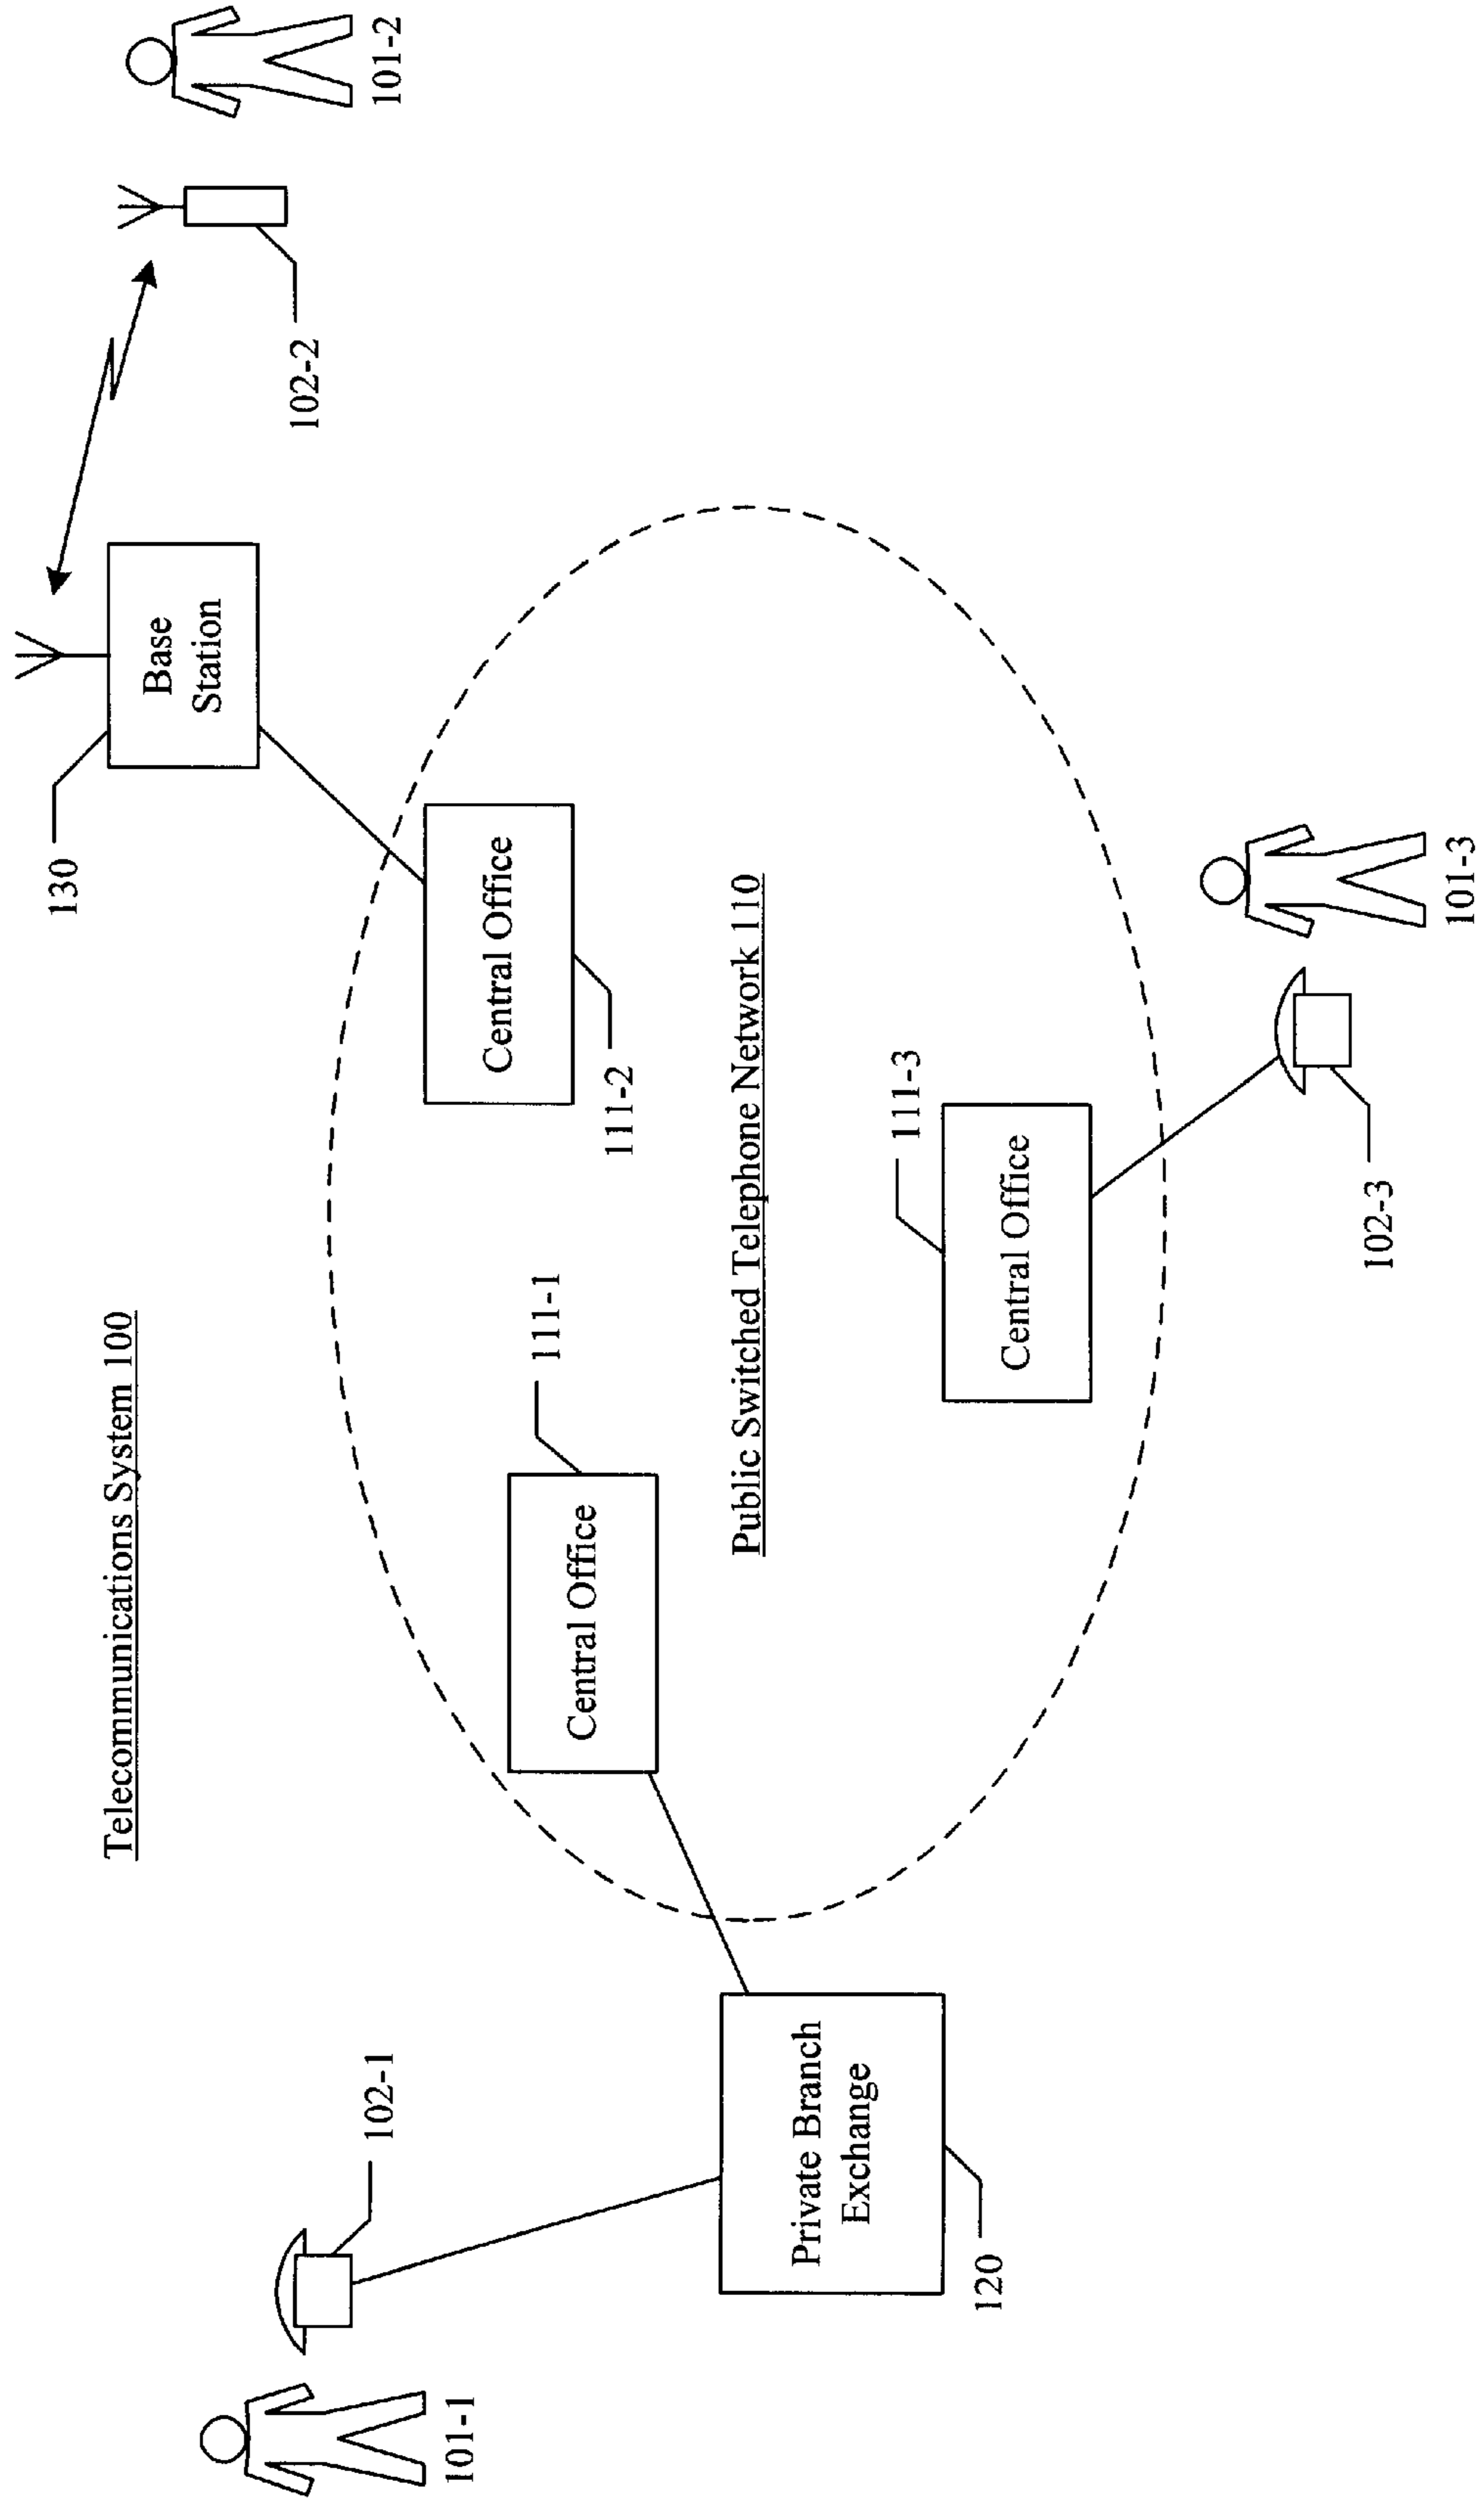 Telecommunications System 100
130
Base
Station
102-2
101-2
101-1
102-1
111-1
Central Office
Central Office
111-2
Public Switched Telephone Network 110
Private Branch
Exchange
120
111-3
Central Office
102-3
101-3